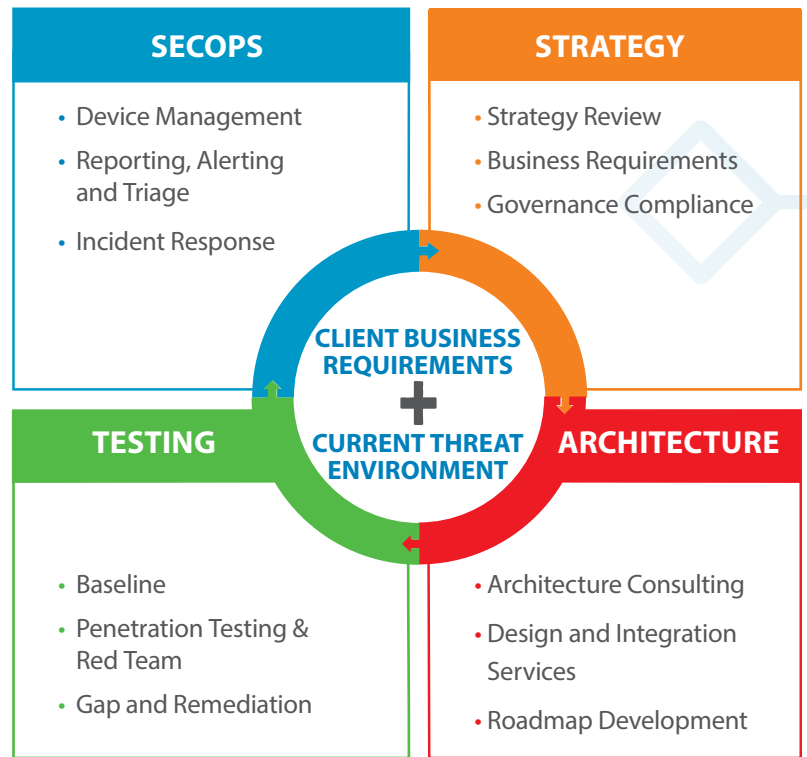 SECOPS
• Device Management
• Reporting, Alerting
and Triage
• Incident Response
STRATEGY
• Strategy Review
• Business Requirements
• Governance Compliance
CLIENT BUSINESS
REQUIREMENTS
+
CURRENT THREAT
ENVIRONMENT
TESTING
• Baseline
• Penetration Testing &
Red Team
• Gap and Remediation
ARCHITECTURE
• Architecture Consulting
• Design and Integration
Services
• Roadmap Development